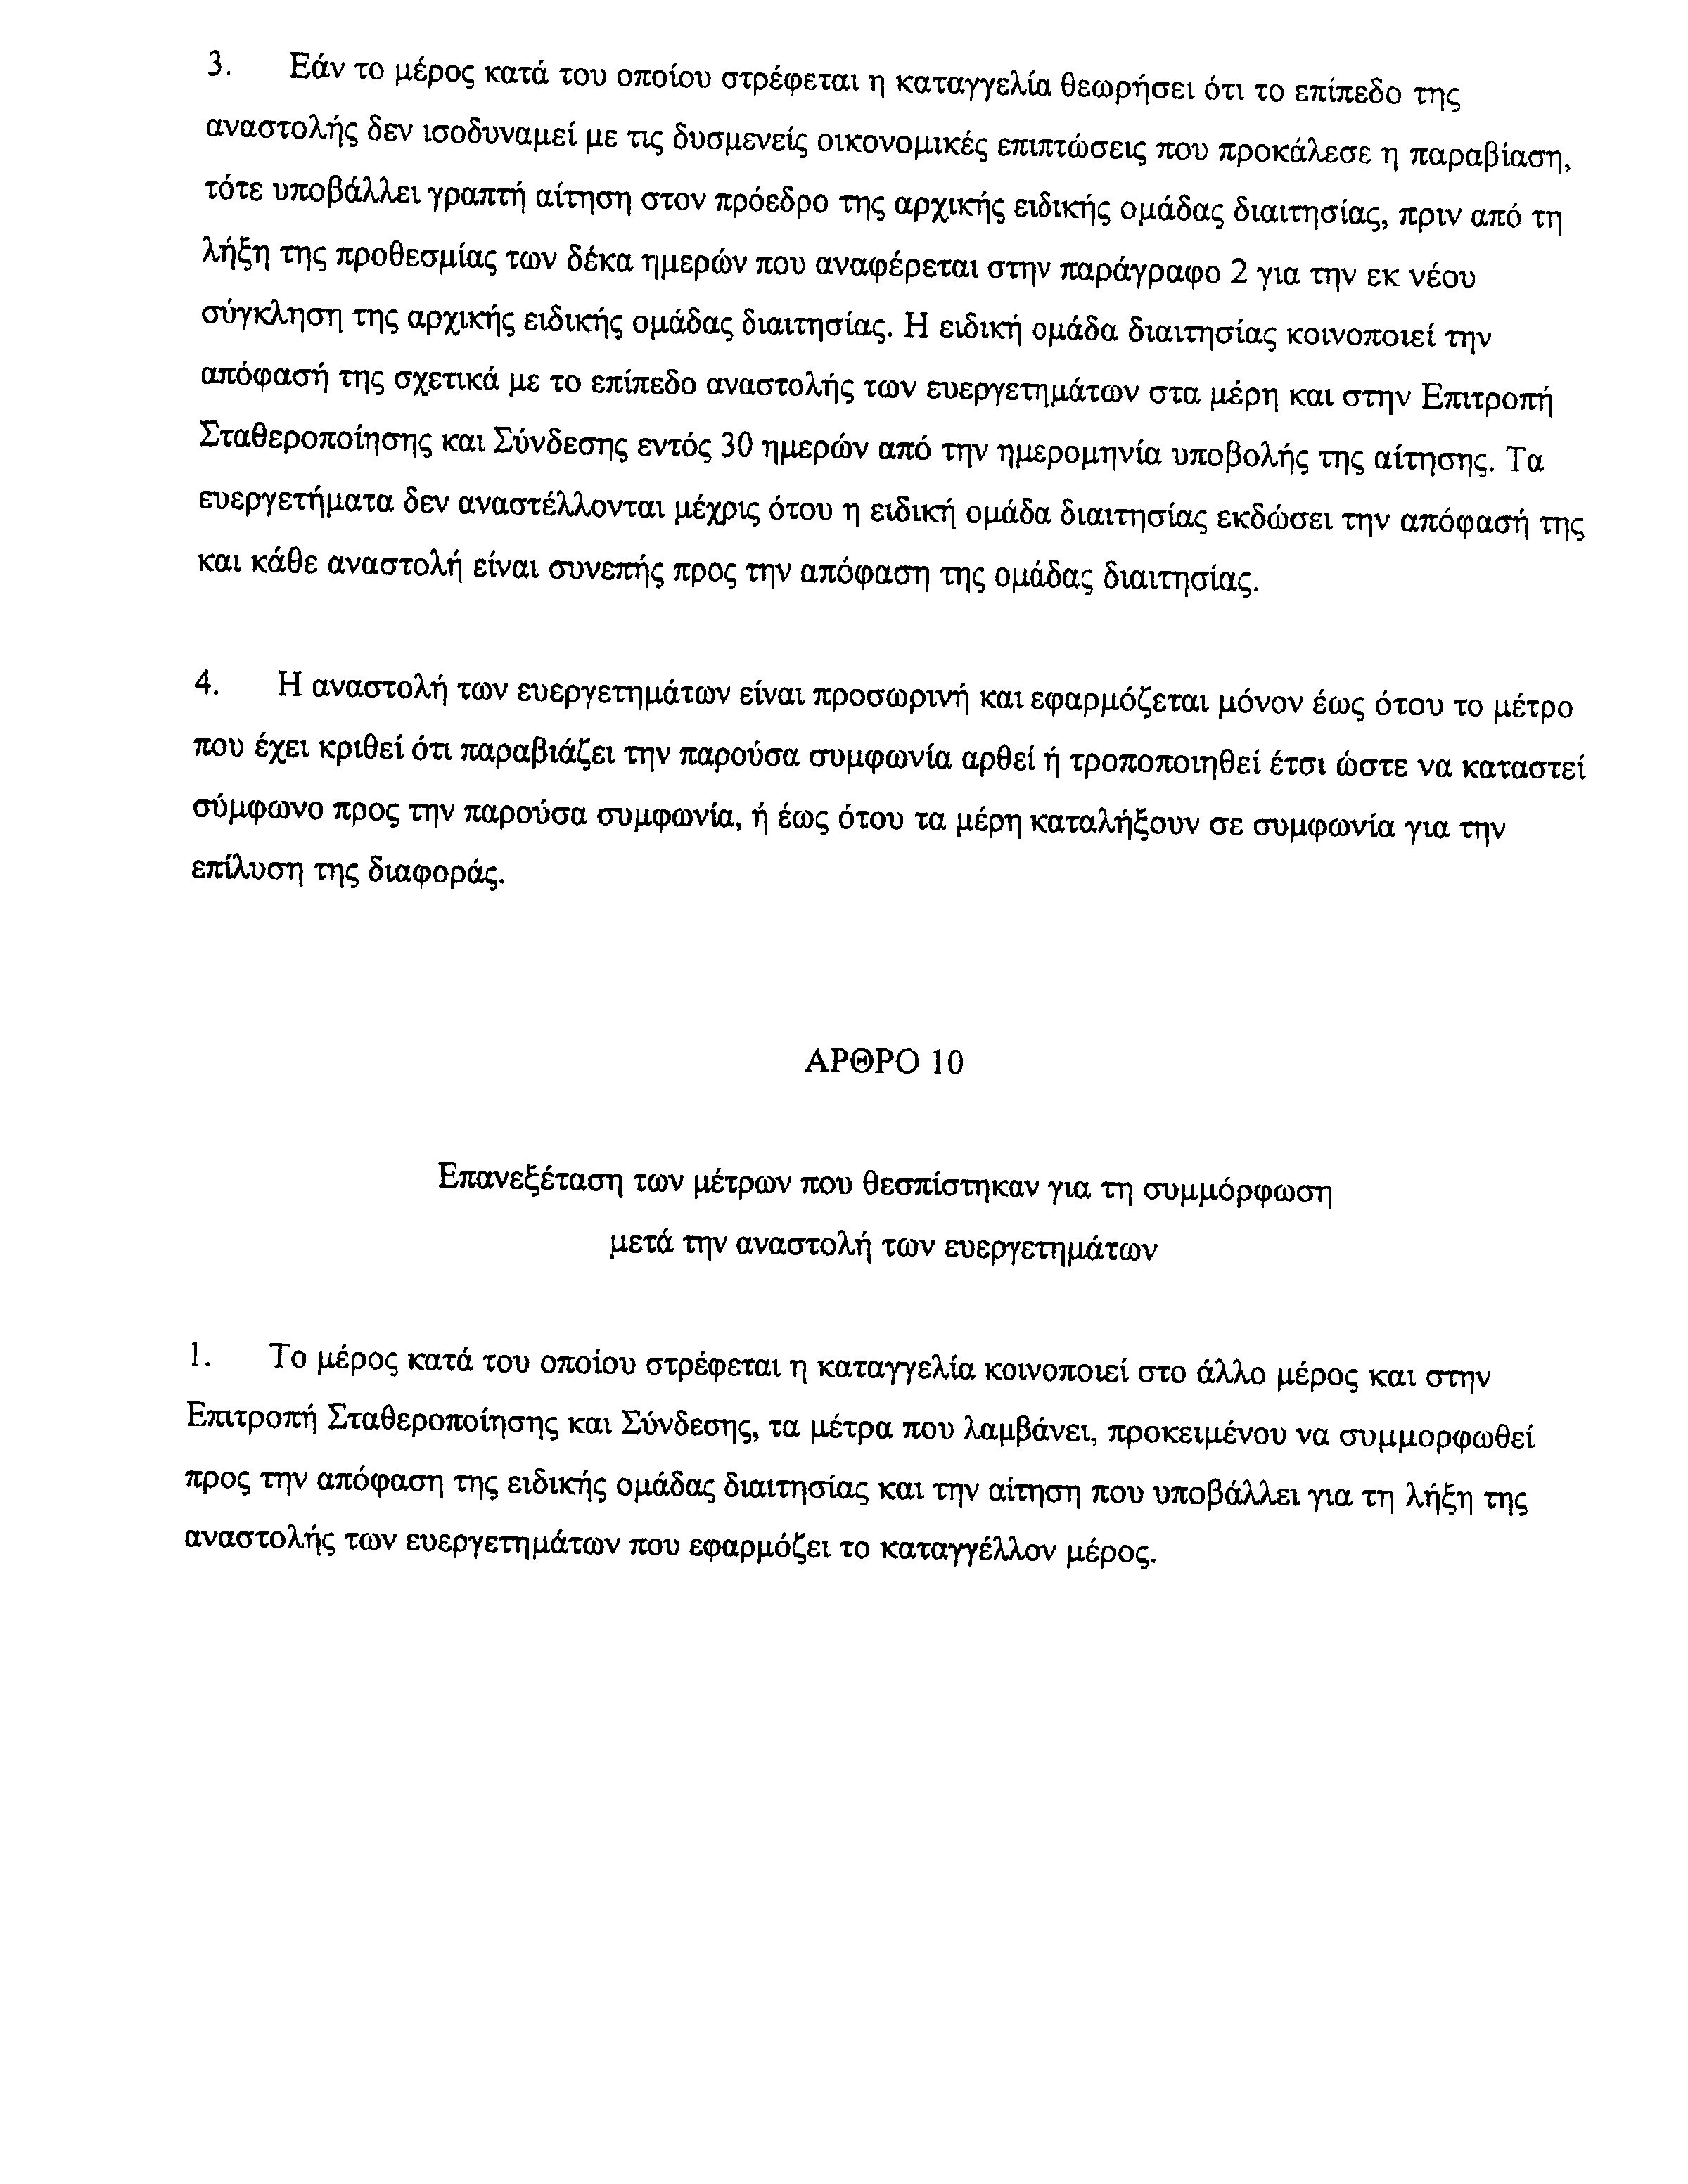 3. Εάν το μέρος κατά του οποίου στρέφεται η καταγγελία θεωρήσει ότι το επίπεδο της
αναστολής δεν ισοδυναμεί με τις δυσμενείς οικονομικές επιπτώσεις που προκάλεσε η παραβίαση,
τότε υποβάλλει γραπτή αίτηση στον πρόεδρο της αρχικής ειδικής ομάδας διαιτησίας, πριν από τη
λήξη της προθεσμίας των δέκα ημερών που αναφέρεται στην παράγραφο 2 για την εκ νέου
σύγκληση της αρχικής ειδικής ομάδας διαιτησίας. Η ειδική ομάδα διαιτησίας κοινοποιεί την
απόφασή της σχετικά με το επίπεδο αναστολής των ευεργετημάτων στα μέρη και στην Επιτροπή
Σταθεροποίησης και Σύνδεσης εντός 30 ημερών από την ημερομηνία υποβολής της αίτησης. Τα
ευεργετήματα δεν αναστέλλονται μέχρις ότου η ειδική ομάδα διαιτησίας εκδώσει την απόφασή της
και κάθε αναστολή είναι συνεπής προς την απόφαση της ομάδας διαιτησίας.
4. Η αναστολή των ευεργετημάτων είναι προσωρινή και εφαρμόζεται μόνον έως ότου το μέτρο
που έχει κριθεί ότι παραβιάζει την παρούσα συμφωνία αρθεί ή τροποποιηθεί έτσι ώστε να καταστεί
σύμφωνο προς την παρούσα συμφωνία, ή έως ότου τα μέρη καταλήξουν σε συμφωνία για την
επίλυση της διαφοράς.
ΑΡΘΡΟ 10
Επανεξέταση των μέτρων που θεσπίστηκαν για τη συμμόρφωση
μετά την αναστολή των ευεργετημάτων
1. Το μέρος κατά του οποίου στρέφεται η καταγγελία κοινοποιεί στο άλλο μέρος και στην
Επιτροπή Σταθεροποίησης και Σύνδεσης, τα μέτρα που λαμβάνει, προκειμένου να συμμορφωθεί
προς την απόφαση της ειδικής ομάδας διαιτησίας και την αίτηση που υποβάλλει για τη λήξη της
αναστολής των ευεργετημάτων που εφαρμόζει το καταγγέλλον μέρος.